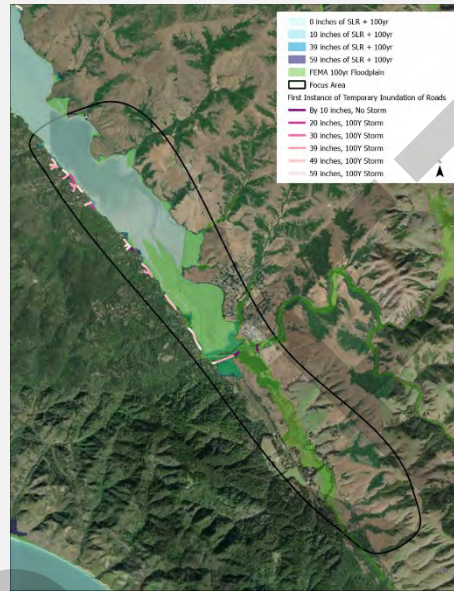 0 inches of SLR + 100yr
10 inches of SLR + 100yr
39 inches of SLR + 100yr
59 inches of SLR + 100yr
FEMA 100yr Floodplain
Focus Area
First Instance of Temporary Inundation of Roads
By 10 inches, No Storm
20 inches, 100Y Storm
30 inches, 100Y Storm
39 inches, 100Y Storm
49 inches, 100Y Storm
59 inches, 100Y Storm